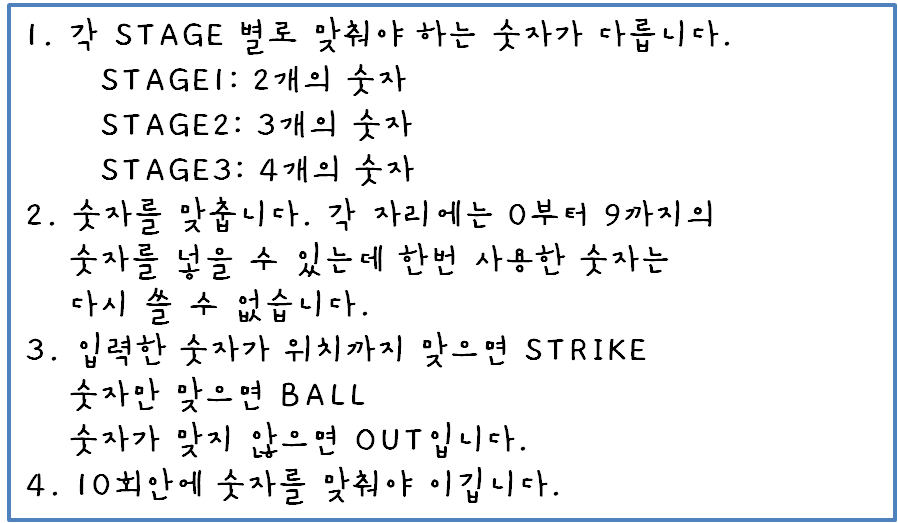 1. 각 STAGE 별로 맞춰야 하는 숫자가 다릅니다.
STAGE1: 2개의 숫자
STAGE2: 3개의 숫자
STAGE3: 4개의 숫자
2. 숫자를 맞춥니다. 각 자리에는 0부터 9까지의
숫자를 넣을 수 있는데 한번 사용한 숫자는
다시 쓸 수 없습니다.
3. 입력한 숫자가 위치까지 맞으면 STRIKE
숫자만 맞으면 BALL
숫자가 맞지 않으면 OUT입니다.
4. 10회안에 숫자를 맞춰야 이깁니다.